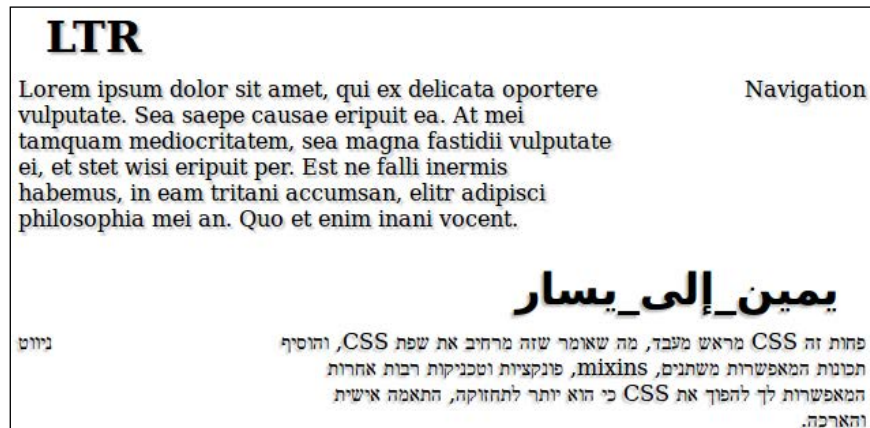 LTR
Lorem ipsum dolor sit amet, qui ex delicata oportere
vulputate. Sea saepe causae eripuit ea. At mei
tamquam mediocritatem, sea magna fastidii vulputate
ei, et stet wisi eripuit per. Est ne falli inermis
habemus, in eam tritani accumsan, elitr adipisci
philosophia mei an. Quo et enim inani vocent.
Navigation
يمين_إلى_يسار
פחות זה CSS מראש מעבד, מה שאומר שזה מרחיב את שפת CSS, והוסיף
תכונות המאפשרות משתנים, mixins, פונקציות וטכניקות רבות אחרות
המאפשרות לך להפוך את CSS כי הוא יותר לתחזוקה, התאמה אישית
והארכה.
ניווט